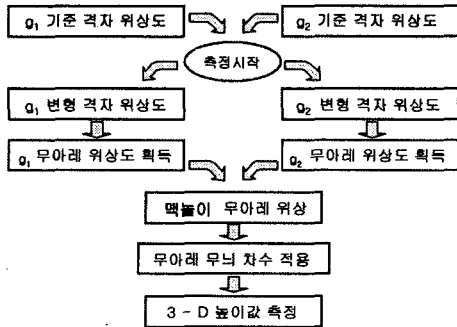 g₁ 기준 격자 위상도
g₂ 기준 격자 위상도
측정시작
g₁ 변형 격자 위상도
g₂ 변형 격자 위상도
g₁ 무아레 위상도 획득
g₂ 무아레 위상도 획득
맥놀이 무아레 위상
무아레 무늬 차수 적용
3 - D 높이값 측정